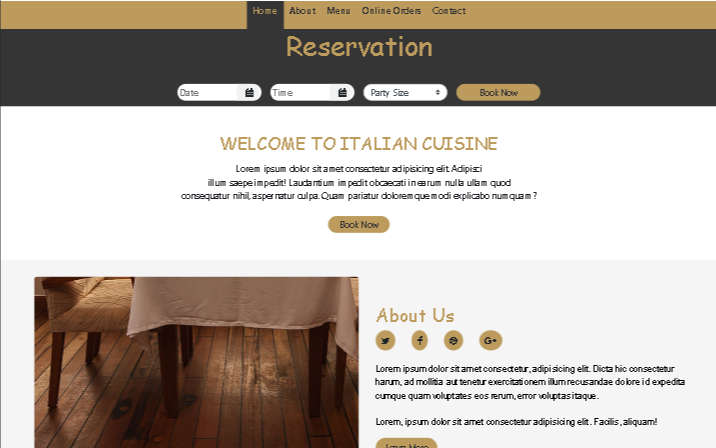 Home About Menu Online Orders Contact
Reservation
Date Time Party Size Book Now
WELCOME TO ITALIAN CUISINE
Lorem ipsum dolor sit amet consectetur adipisicing elit. Adipisci
illum saepe impedit! Laudantium impedit obcaecati in earum nulla ullam quod
consequatur nihil, aspernatur culpa. Quam pariatur doloremque modi explicabo numquam?
Book Now
About Us
G+
Lorem ipsum dolor sit amet consectetur, adipisicing elit. Dicta hic consectetur
harum, ad mollitia aut tenetur exercitationem illum recusandae dolore id expedita
cumque quam voluptates eos rerum, error voluptas itaque.
Lorem, ipsum dolor sit amet consectetur adipisicing elit. Facilis, aliquam!
Learn More